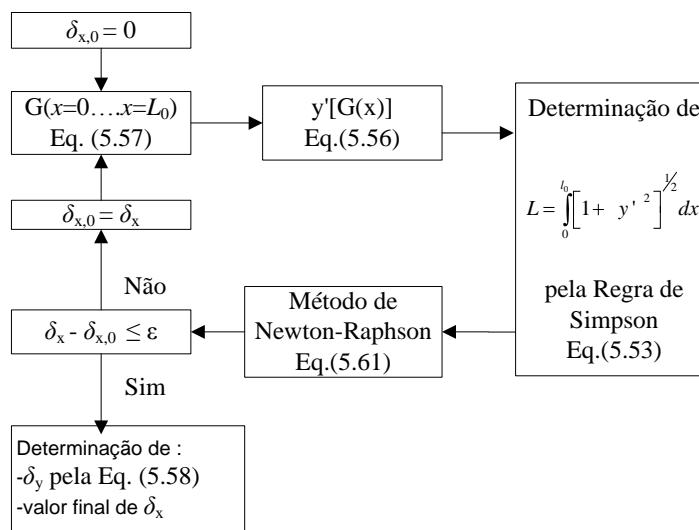 δx,0 = 0
G(x=0….x=L0)
Eq. (5.57)
y'[G(x)]
Eq.(5.56)
Determinação de
L = ∫0^l0 [1+ y' 2]^1/2 dx
pela Regra de
Simpson
Eq.(5.53)
Método de
Newton-Raphson
Eq.(5.61)
δx - δx,0 ≤ ε
Não
δx,0 = δx
Sim
Determinação de :
-δy pela Eq. (5.58)
-valor final de δx